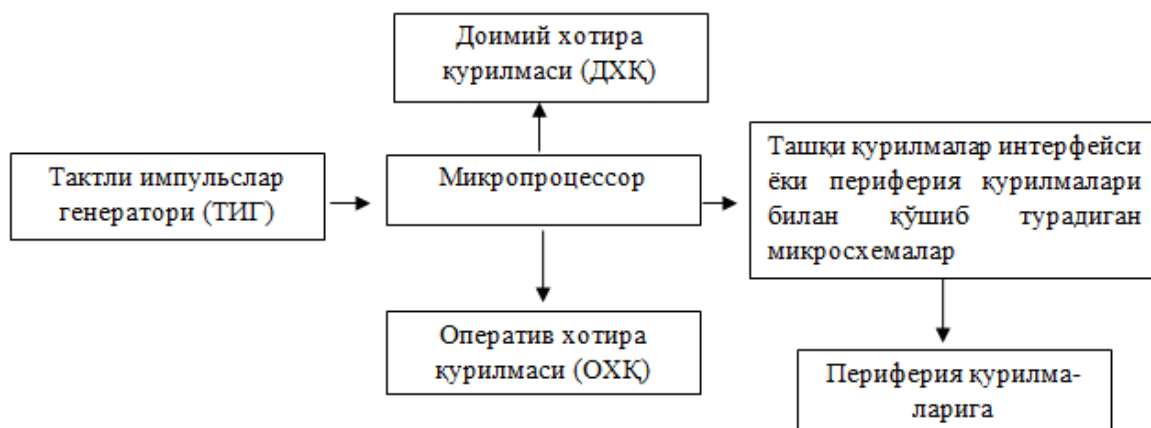 Доимий хотира
қурилмаси (ДХҚ)
Тактли импульслар
генератори (ТИГ)
Микропроцессор
Ташқи қурилмалар интерфейси
ёки периферия қурилмалари
билан қўшиб турадиган
микросхемалар
Оператив хотира
қурилмаси (ОХҚ)
Периферия қурилма-
ларига